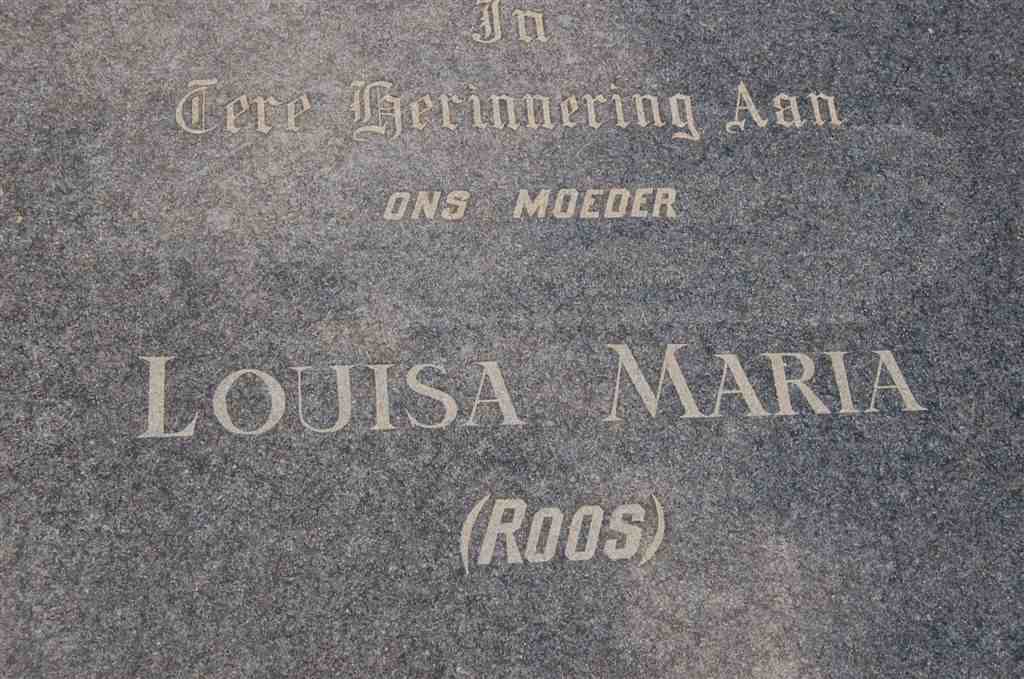 In
Tere Herinnering Aan
ONS MOEDER
LOUISA MARIA
(ROOS)